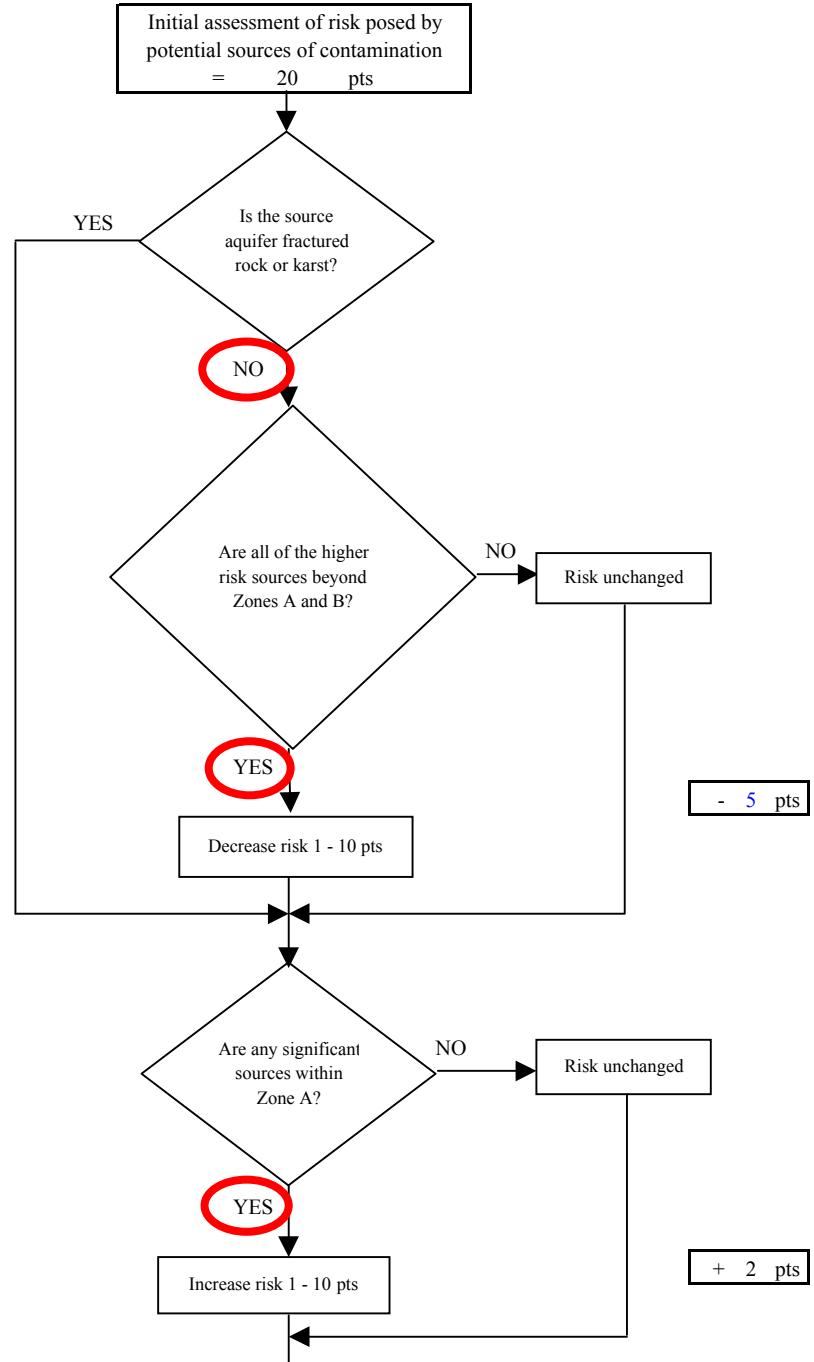 Initial assessment of risk posed by
potential sources of contamination
= 20 pts
YES
Is the source
aquifer fractured
rock or karst?
NO
Are all of the higher
risk sources beyond
Zones A and B?
NO
Risk unchanged
YES
- 5 pts
Decrease risk 1 - 10 pts
Are any significant
sources within
Zone A?
NO
Risk unchanged
YES
+ 2 pts
Increase risk 1 - 10 pts